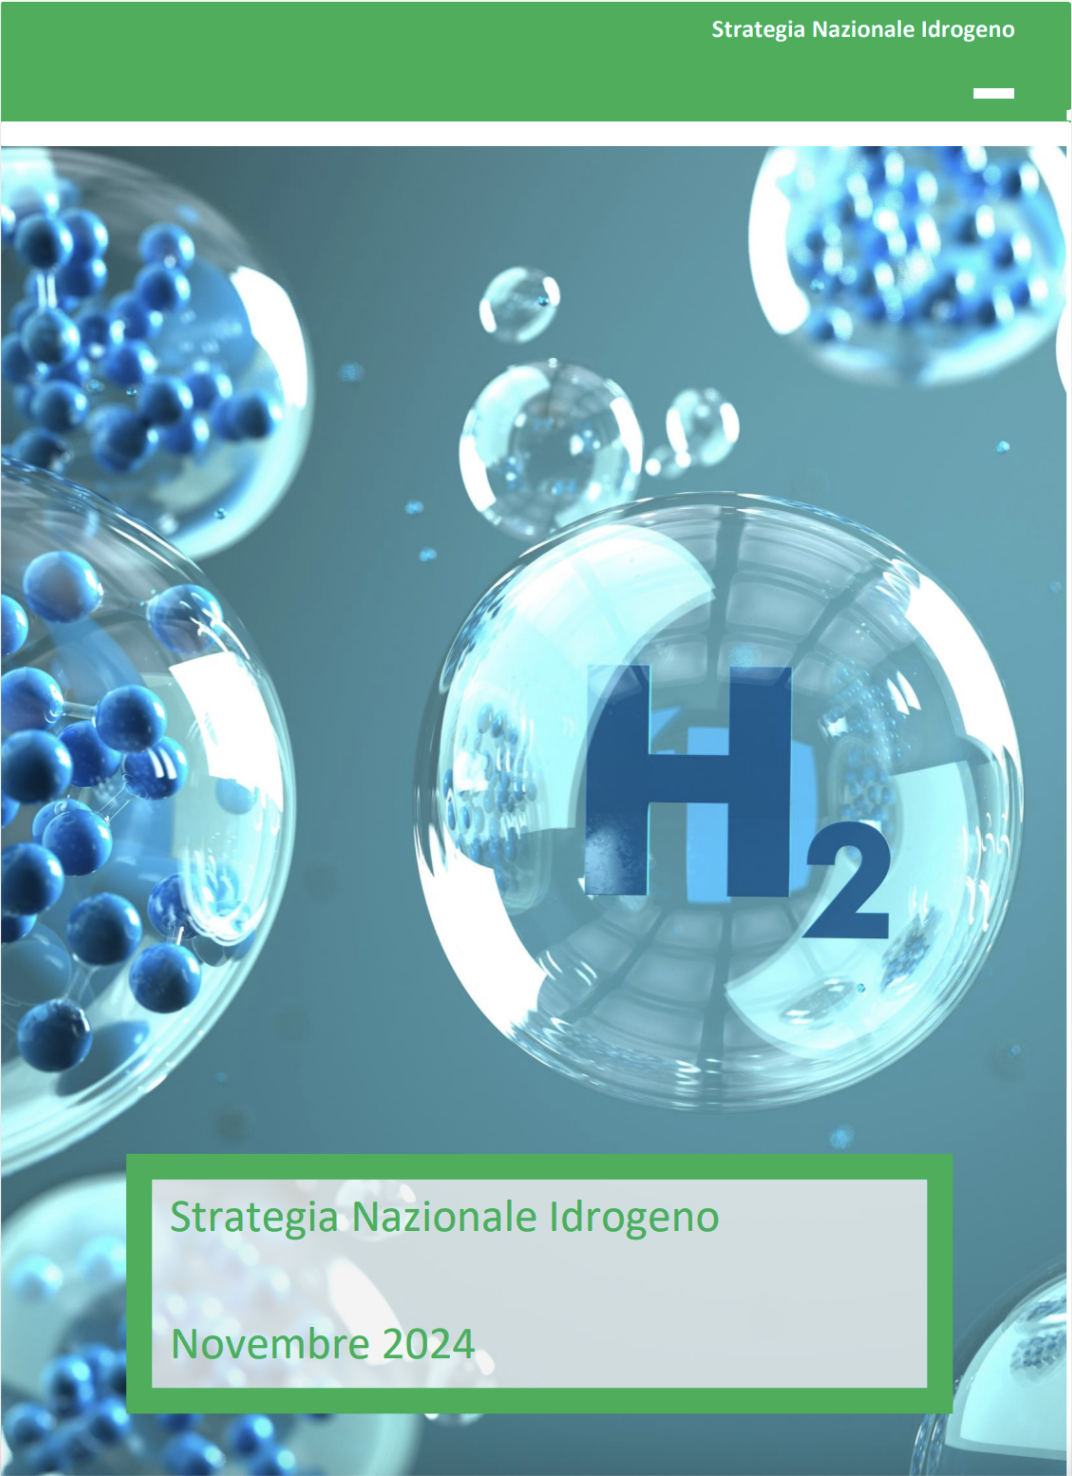 Strategia Nazionale Idrogeno
H2
Strategia Nazionale Idrogeno
Novembre 2024